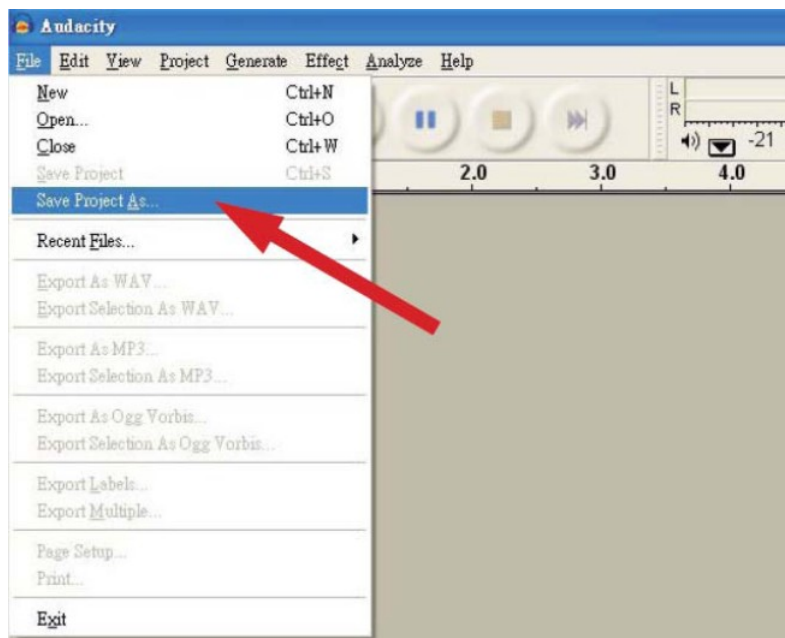 Audacity
File Edit View Project Generate Effect Analyze Help
New Ctrl+N
Open... Ctrl+O
Close Ctrl+W
Save Project Ctrl+S
Save Project As...
Recent Files...
Export As WAV...
Export Selection As WAV...
Export As MP3...
Export Selection As MP3...
Export As Ogg Vorbis...
Export Selection As Ogg Vorbis...
Export Labels...
Export Multiple...
Page Setup...
Print...
Exit
L
R
-21
2.0 3.0 4.0